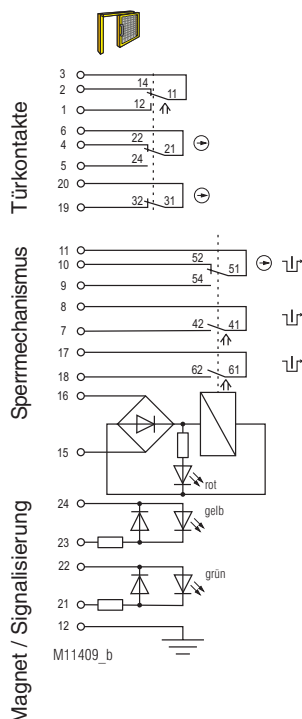 Türkontakte
3
2 14
11
1 12
6
4 22
21
5 24
20
19 32 31
Sperrmechanismus
11
10 52
51
9 54
8
7 42 41
17
18 62 61
16
15
rot
Magnet / Signalisierung
24
gelb
23
22
grün
21
12
M11409_b